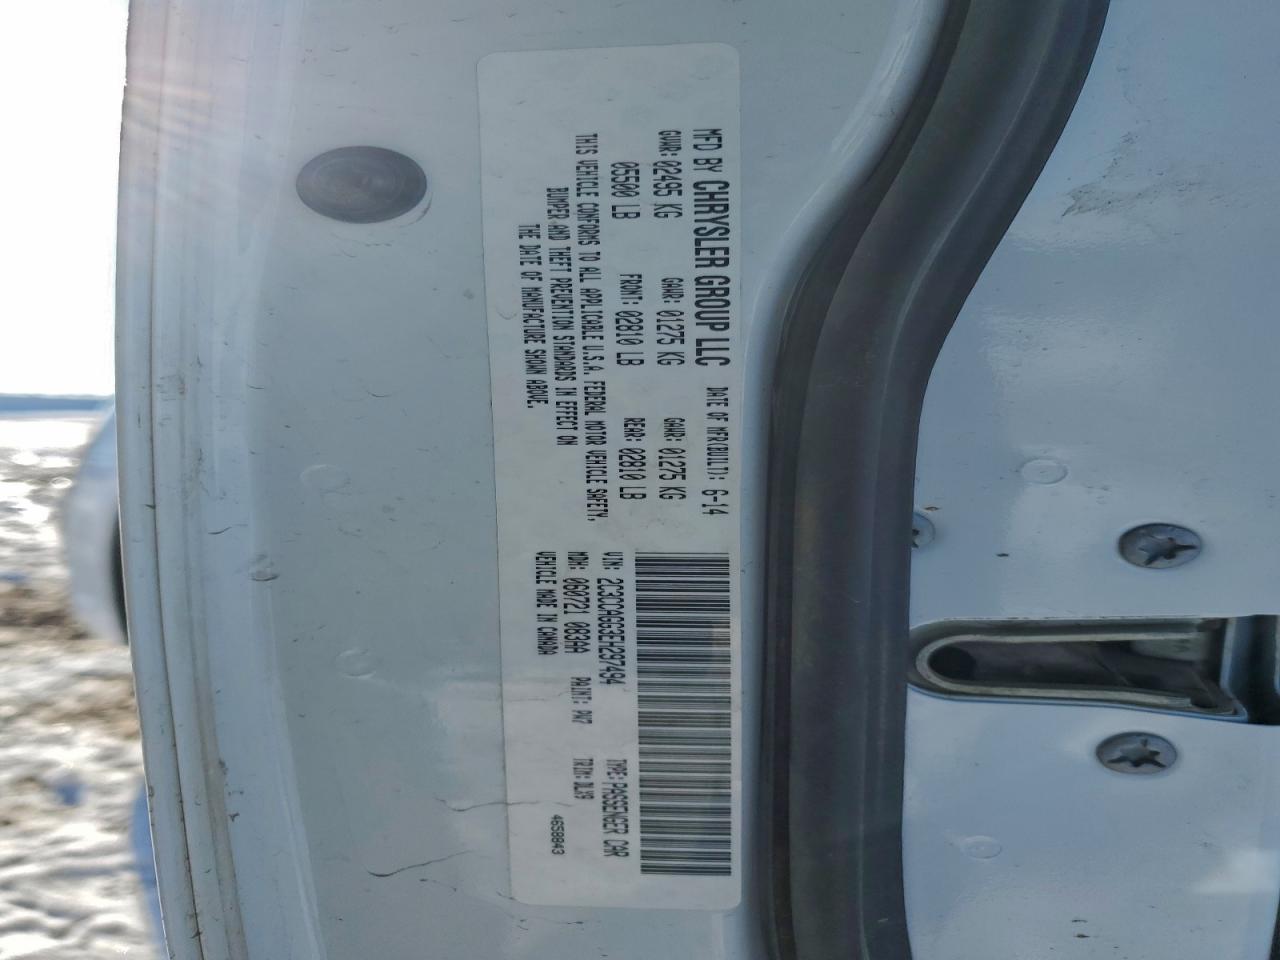 MFD BY CHRYSLER GROUP LLC DATE OF MFR(BUILT): 6-14
GVWR: 02495 KG GAWR: 01275 KG GAWR: 01275 KG
05500 LB FRONT: 02810 LB REAR: 02810 LB
THIS VEHICLE CONFORMS TO ALL APPLICABLE U.S.A. FEDERAL MOTOR VEHICLE SAFETY,
BUMPER AND THEFT PREVENTION STANDARDS IN EFFECT ON
THE DATE OF MANUFACTURE SHOWN ABOVE.
VIN: 2C3CCAGG3EH297494 TYPE: PASSENGER CAR
MDH: 060721 083AA PAINT: PW7 TRIM: DLX9
VEHICLE MADE IN CANADA 4658843